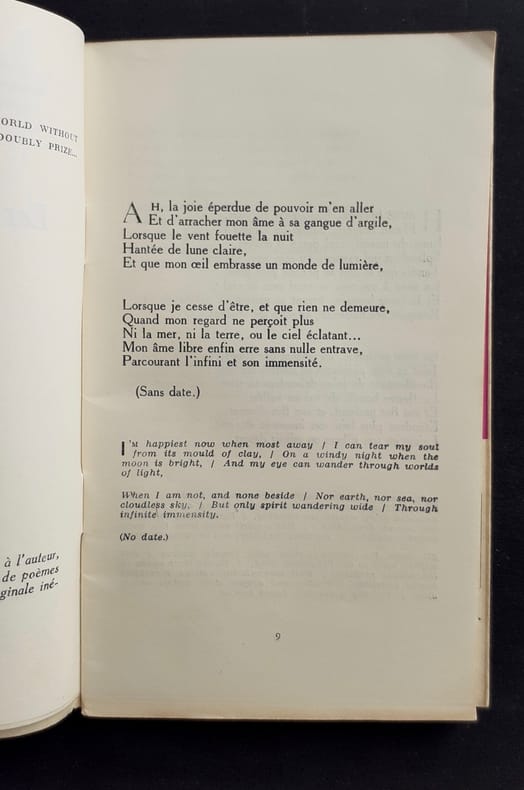 ORLD WITHOUT
DOUBLY PRIZE...
à l'auteur,
de poèmes
ginale iné-
AH, la joie éperdue de pouvoir m'en aller
Et d'arracher mon âme à sa gangue d'argile,
Lorsque le vent fouette la nuit
Hantée de lune claire,
Et que mon œil embrasse un monde de lumière,
Lorsque je cesse d'être, et que rien ne demeure,
Quand mon regard ne perçoit plus
Ni la mer, ni la terre, ou le ciel éclatant...
Mon âme libre enfin erre sans nulle entrave,
Parcourant l'infini et son immensité.
(Sans date.)
I'M happiest now when most away / I can tear my soul
from its mould of clay, / On a windy night when the
moon is bright, / And my eye can wander through worlds
of light,
When I am not, and none beside / Nor earth, nor sea, nor
cloudless sky, / But only spirit wandering wide / Through
infinite immensity.
(No date.)
9